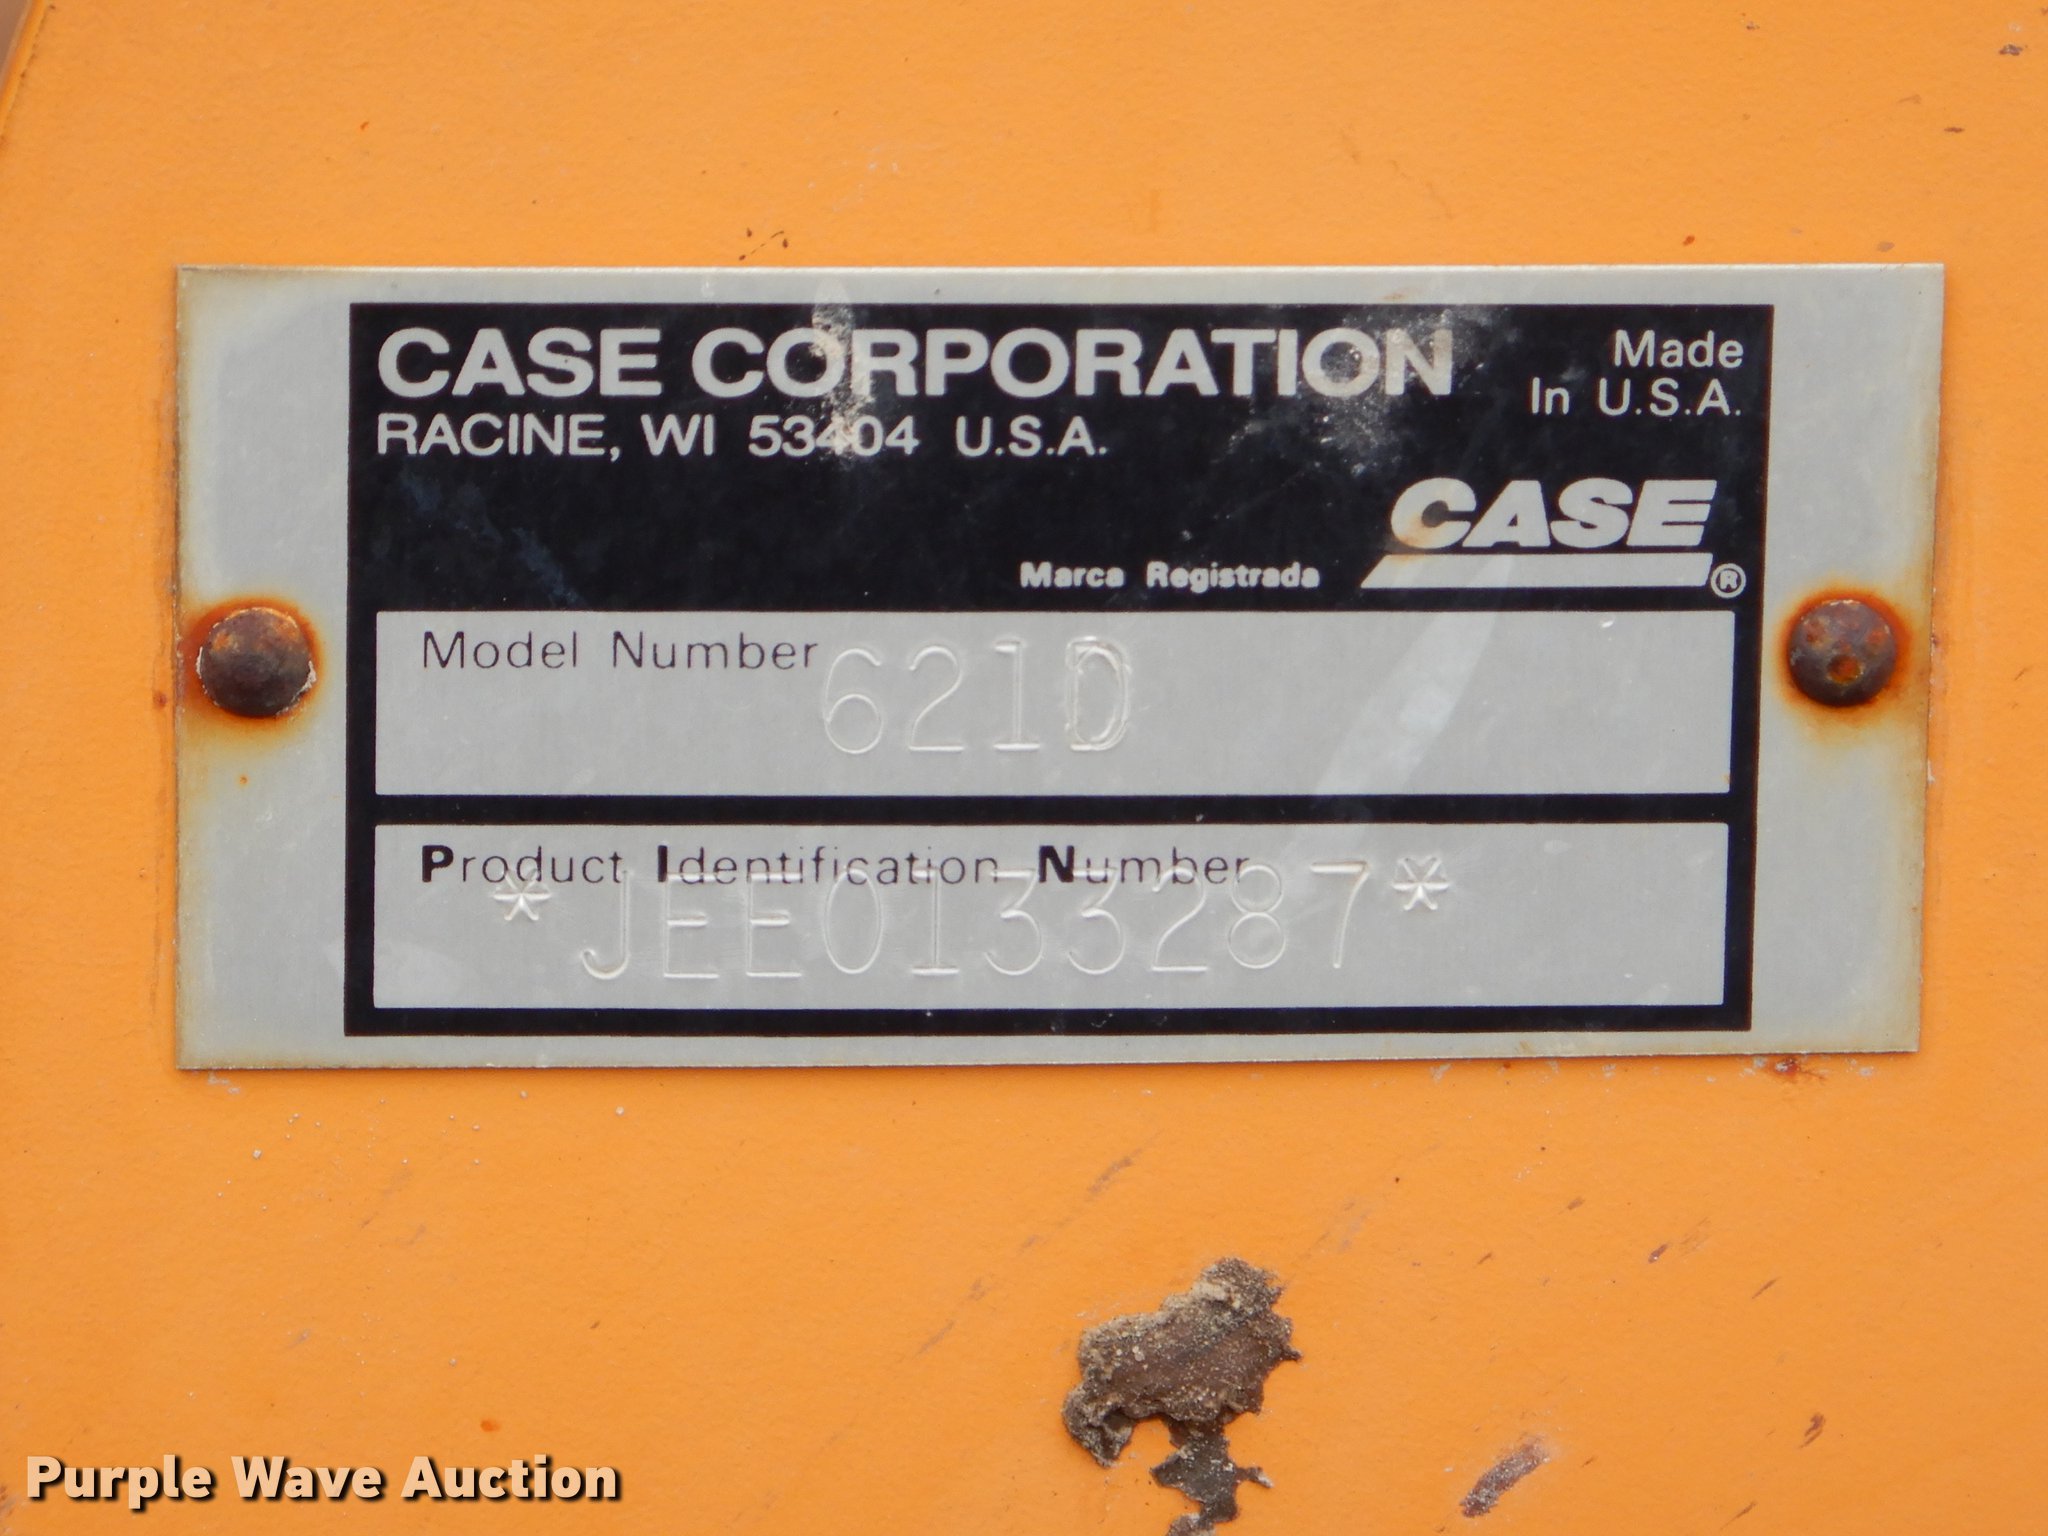 CASE CORPORATION
RACINE, WI 53404 U.S.A.
Made
In U.S.A.
CASE
Marca Registrada ®
Model Number 621D
Product Identification Number
*JEE0133287*
Purple Wave Auction